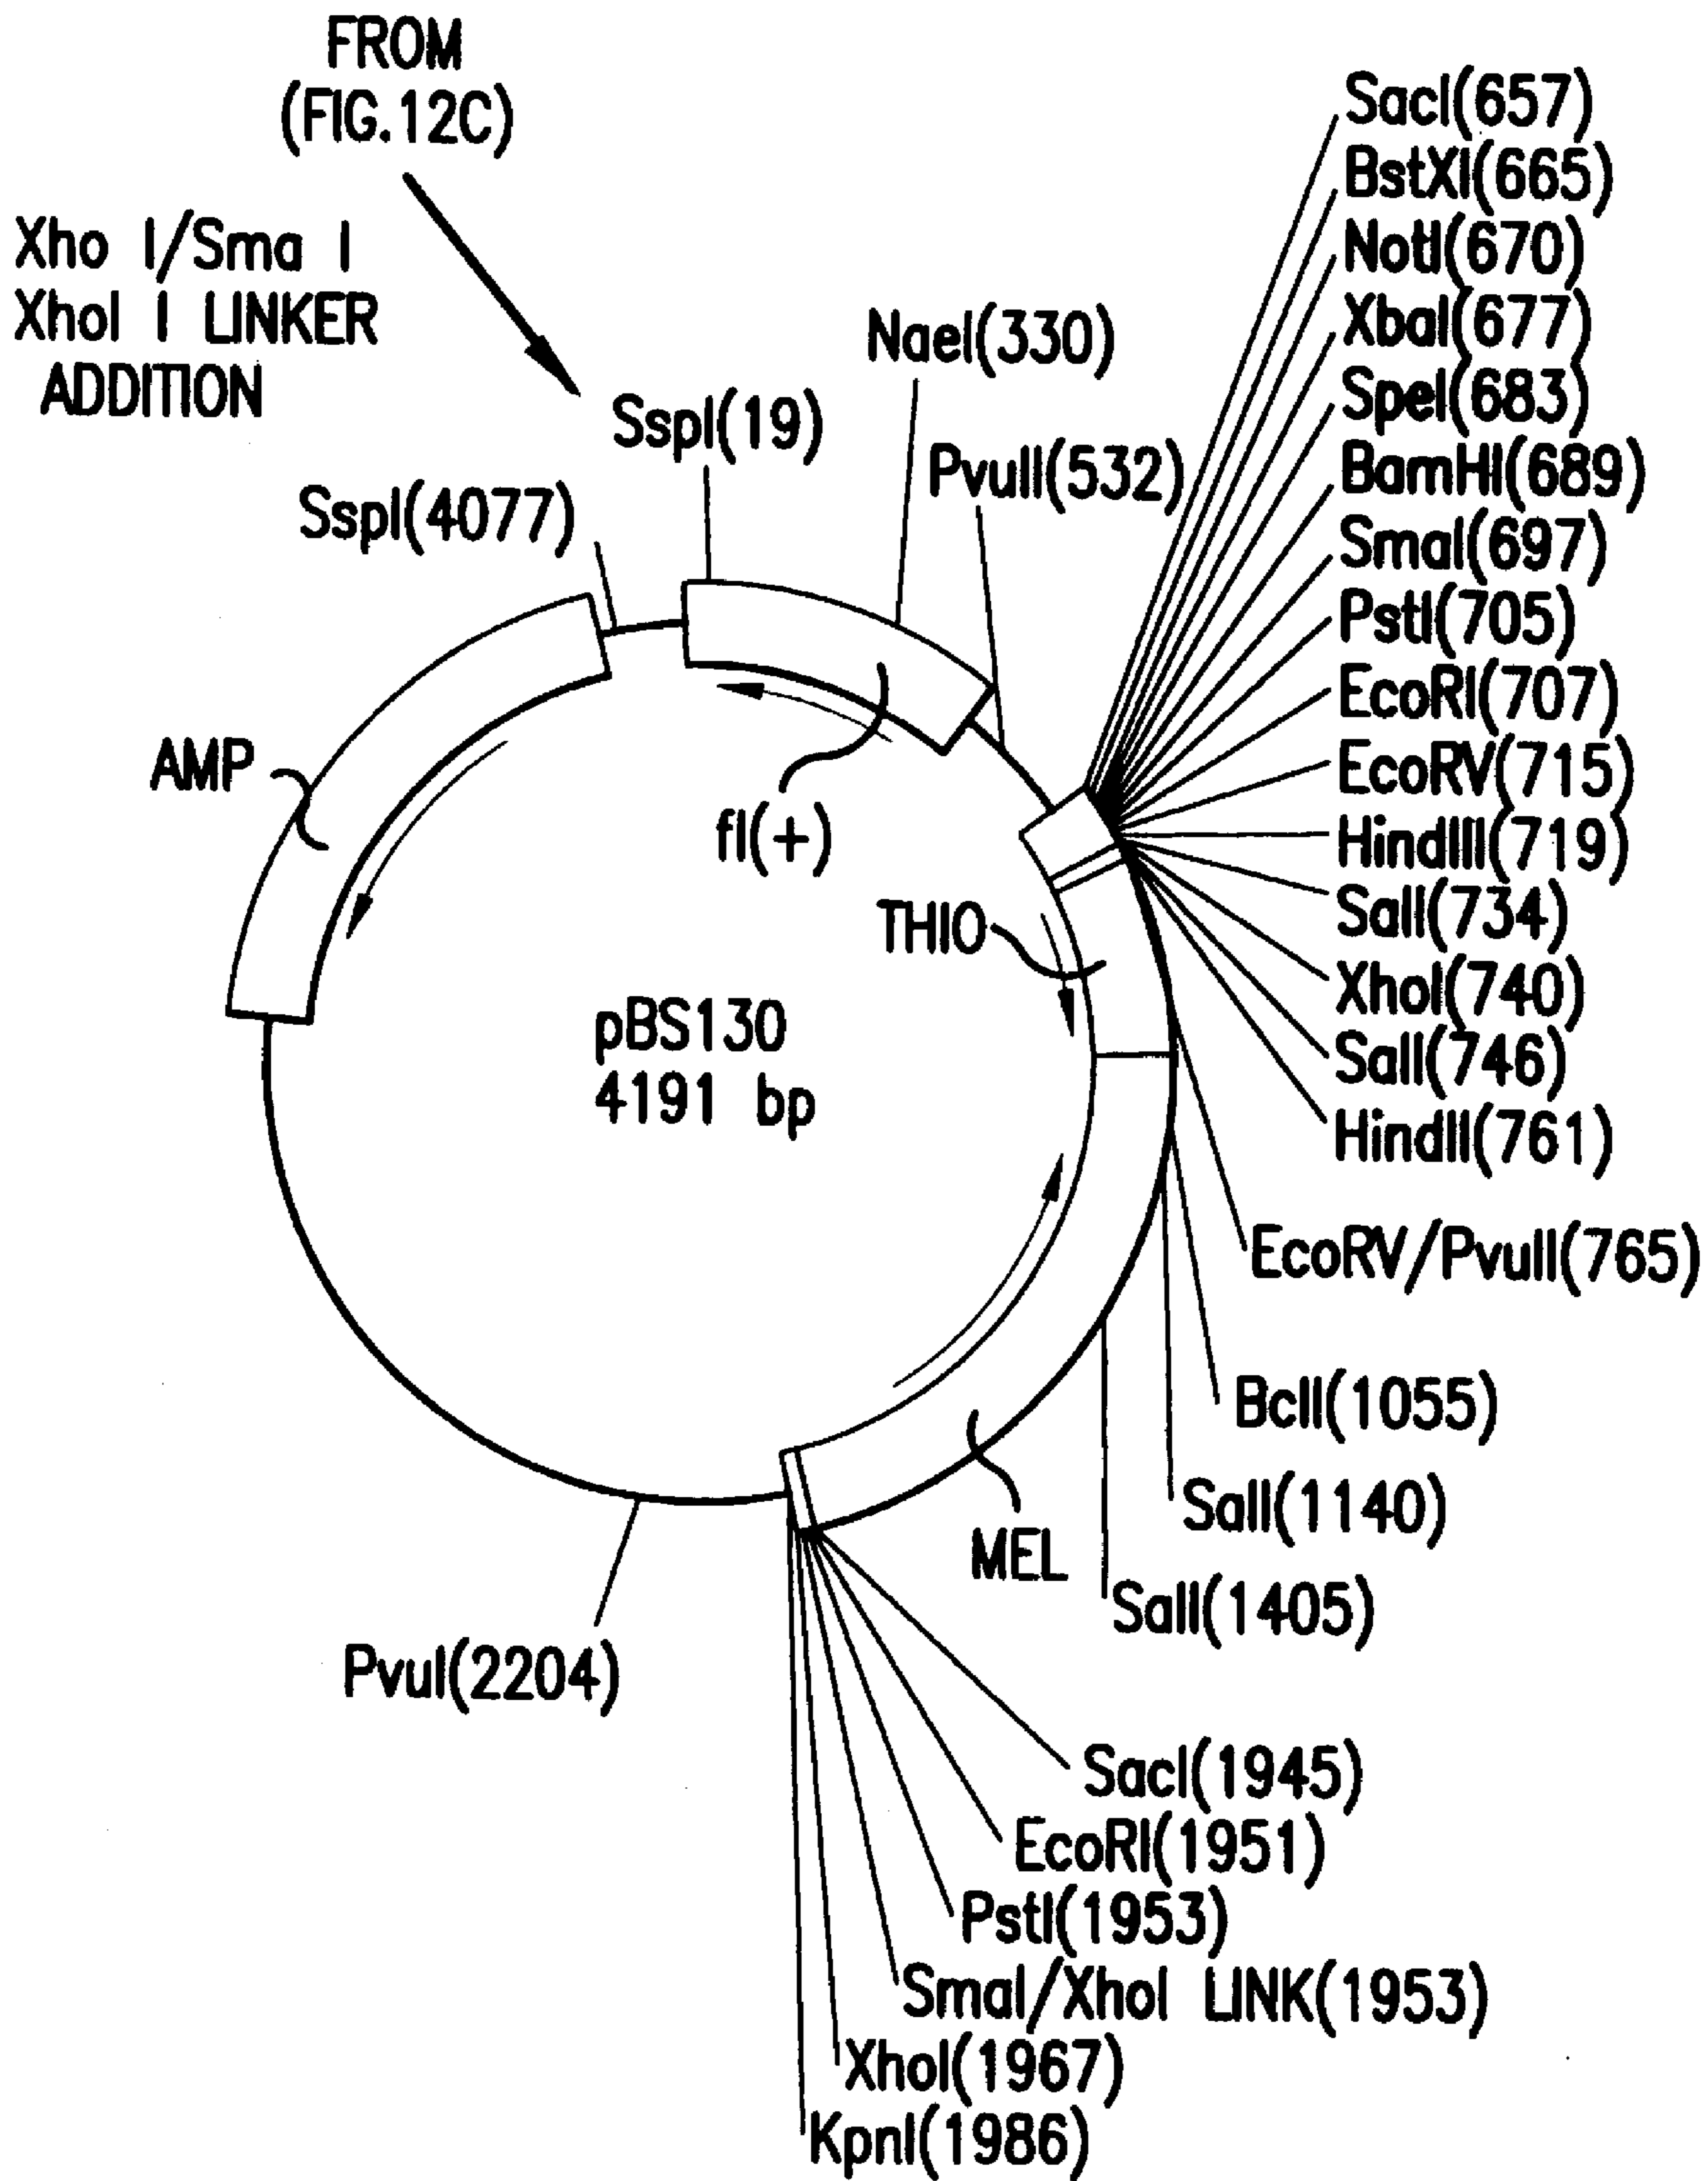 FROM
(FIG.12C)
Xho I/Sma I
XhoI I LINKER
ADDITION
SspI(4077)
SspI(19)
NaeI(330)
PvuII(532)
SacI(657)
BstXI(665)
NotI(670)
XbaI(677)
SpeI(683)
BamHI(689)
SmaI(697)
PstI(705)
EcoRI(707)
EcoRV(715)
HindIII(719)
SalI(734)
XhoI(740)
SalI(746)
HindII(761)
EcoRV/PvuII(765)
BclI(1055)
SalI(1140)
SalI(1405)
AMP
fI(+)
THIO
pBS130
4191 bp
MEL
PvuI(2204)
SacI(1945)
EcoRI(1951)
PstI(1953)
SmaI/XhoI LINK(1953)
XhoI(1967)
KpnI(1986)